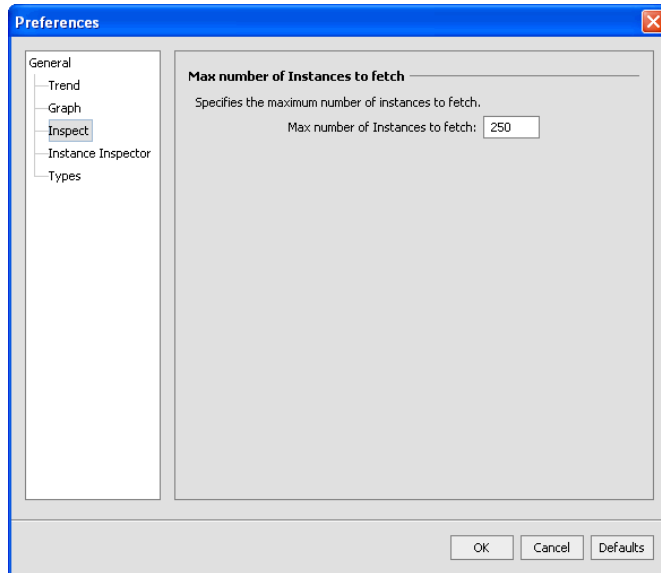 Preferences
General
Trend
Graph
Inspect
Instance Inspector
Types
Max number of Instances to fetch
Specifies the maximum number of instances to fetch.
Max number of Instances to fetch: 250
OK Cancel Defaults